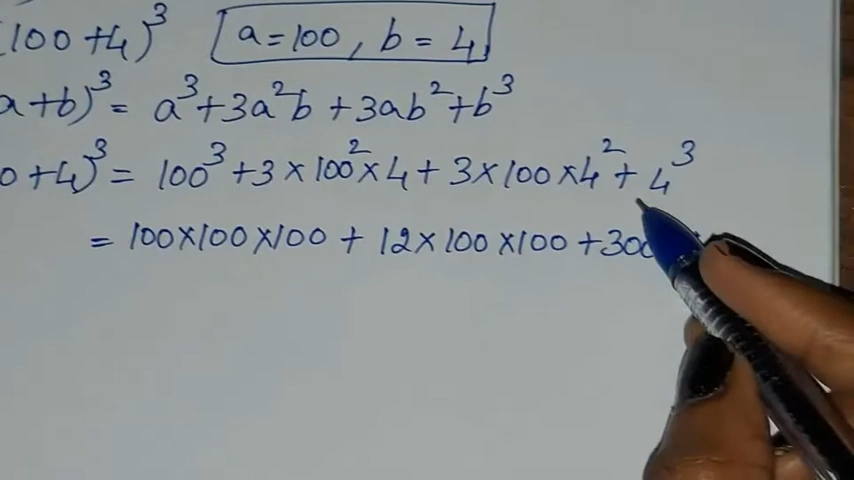 100 +4)³ a=100, b=4
a+b)³= a³+3a²b +3ab²+b³
0 +4)³= 100³+3×100²×4+3×100×4²+4³
= 100×100×100 + 12×100×100 +300